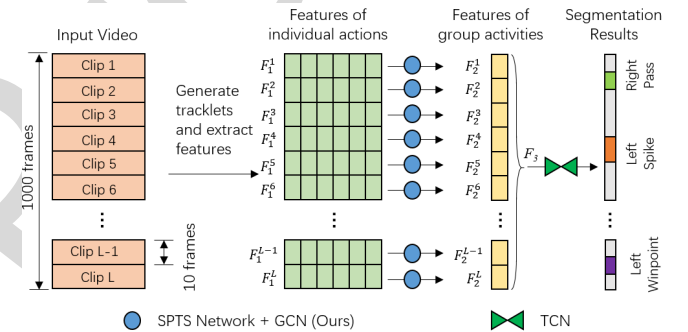 Input Video
Features of
individual actions
Features of
group activities
Segmentation
Results
1000 frames
Clip 1
Clip 2
Clip 3
Clip 4
Clip 5
Clip 6
...
Clip L-1
Clip L
10 frames
Generate
tracklets
and extract
features
F_1^1
F_1^2
F_1^3
F_1^4
F_1^5
F_1^6
...
F_1^{L-1}
F_1^L
F_2^1
F_2^2
F_2^3
F_2^4
F_2^5
F_2^6
...
F_2^{L-1}
F_2^L
F_3
Right
Pass
Left
Spike
...
Left
Winpoint
SPTS Network + GCN (Ours)
TCN